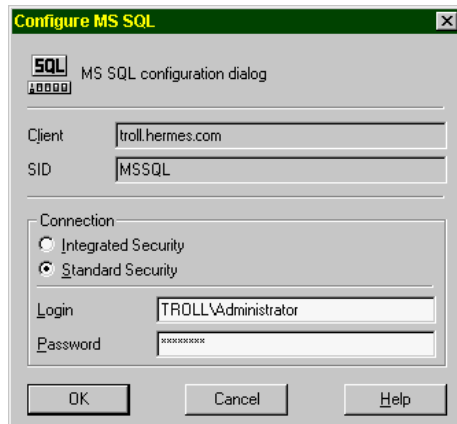 Configure MS SQL
SQL
MS SQL configuration dialog
Client troll.hermes.com
SID MSSQL
Connection
Integrated Security
Standard Security
Login TROLL\Administrator
Password ********
OK Cancel Help